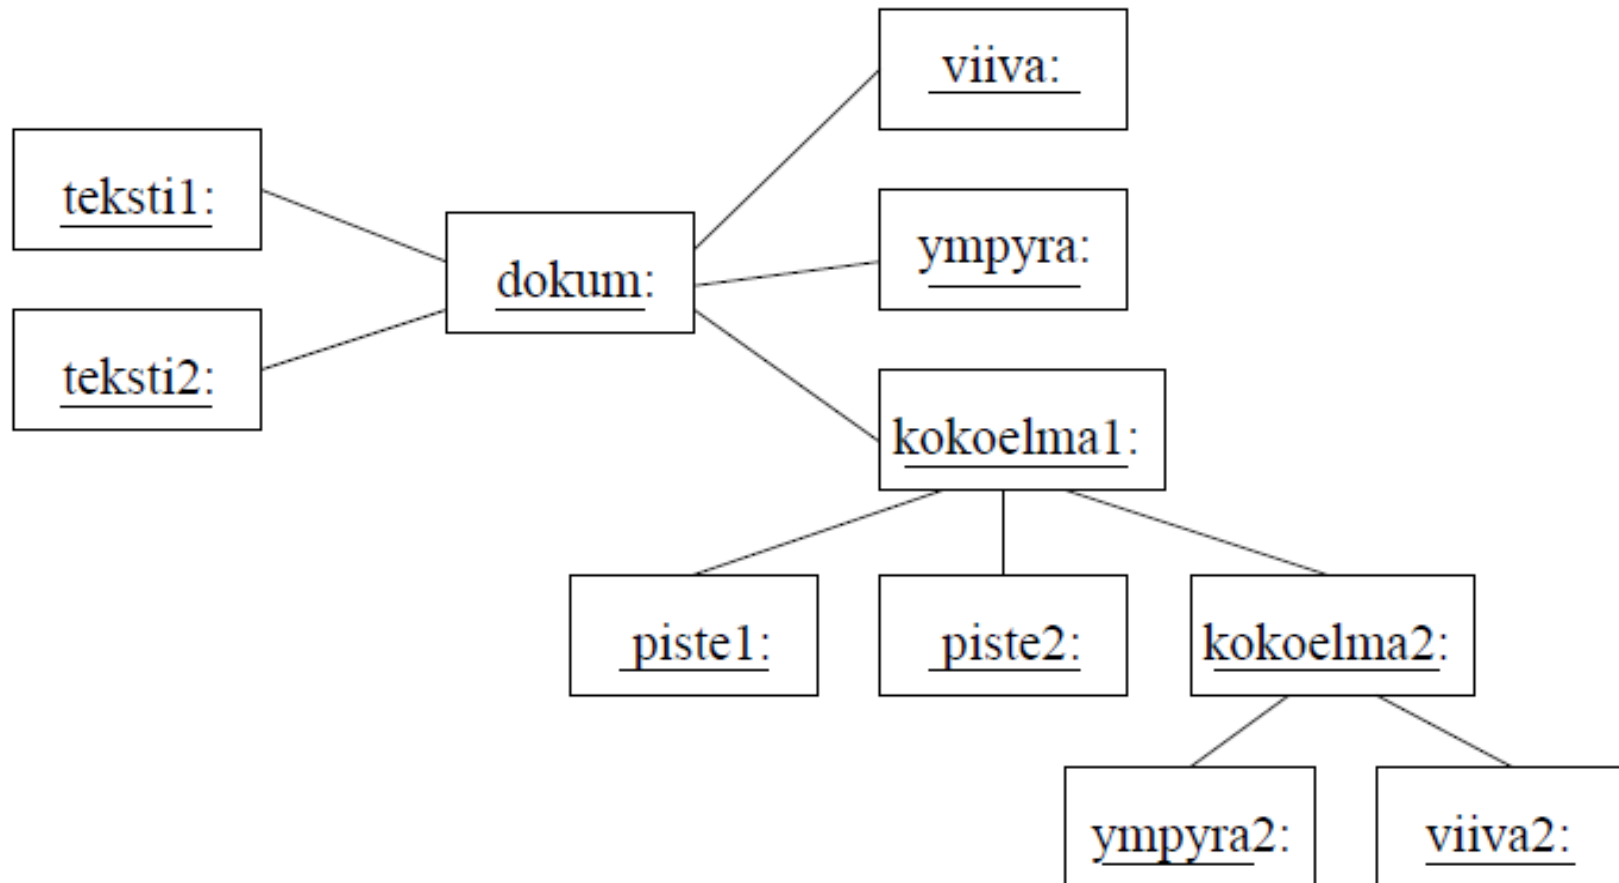 viiva:
teksti1:
ympyra:
dokum:
teksti2:
kokoelma1:
piste1:
piste2:
kokoelma2:
ympyra2:
viiva2: